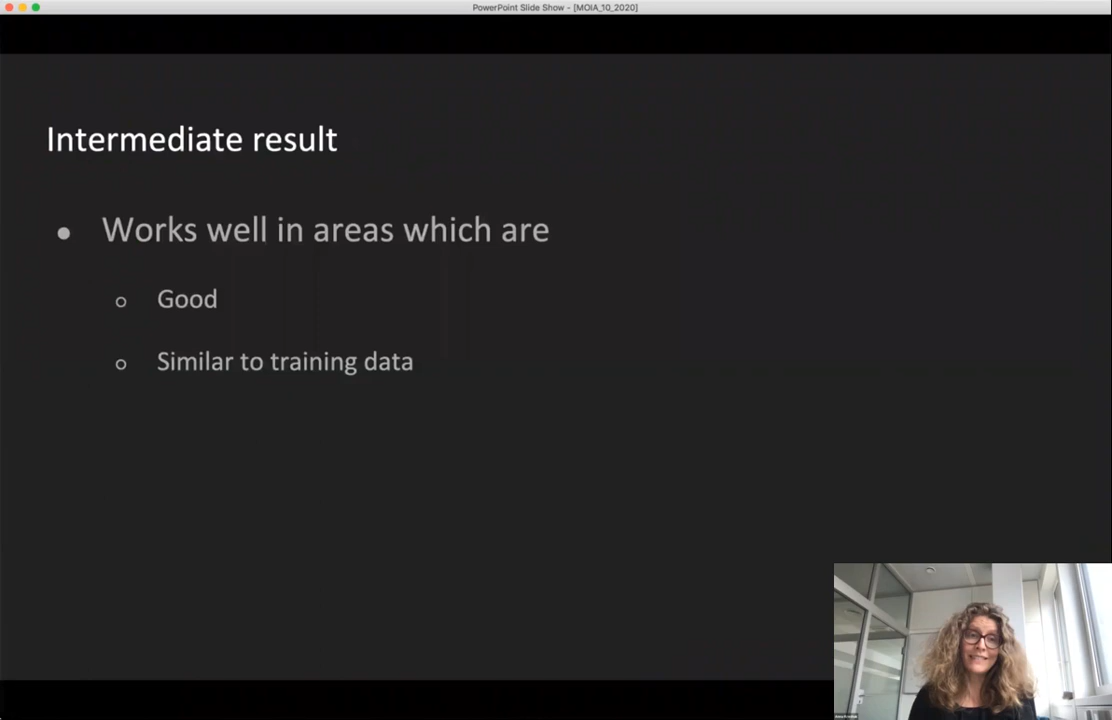 PowerPoint Slide Show - [MOIA_10_2020]
Intermediate result
● Works well in areas which are
○ Good
○ Similar to training data